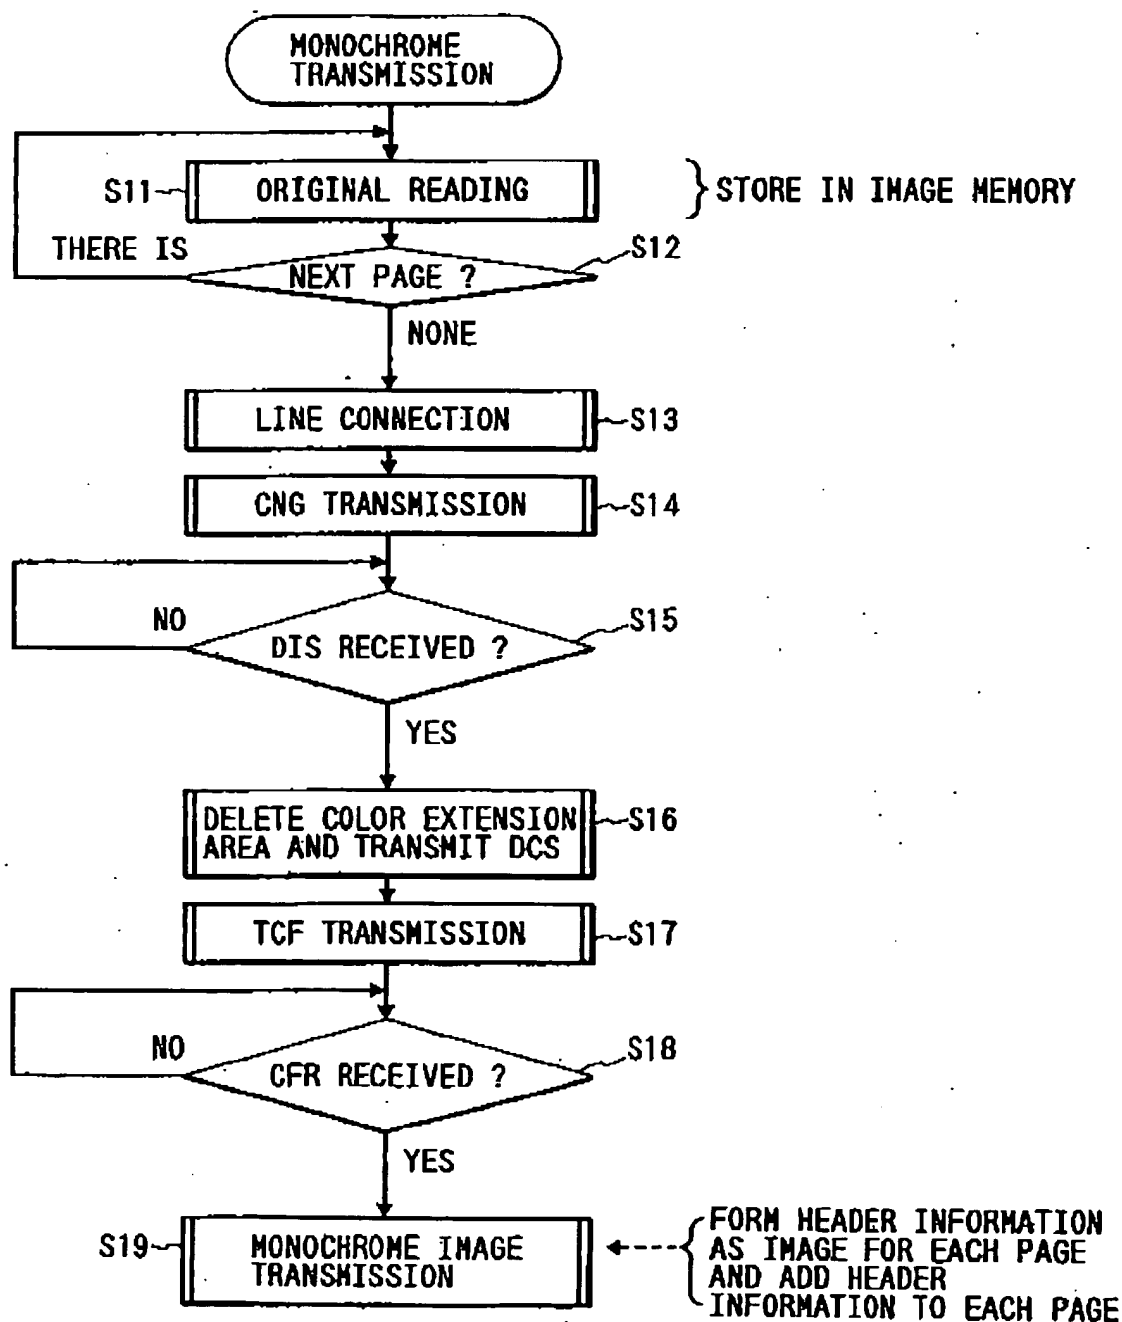 MONOCHROME
TRANSMISSION
S11
ORIGINAL READING
STORE IN IMAGE MEMORY
THERE IS
S12
NEXT PAGE ?
NONE
LINE CONNECTION
S13
CNG TRANSMISSION
S14
NO
S15
DIS RECEIVED ?
YES
DELETE COLOR EXTENSION
AREA AND TRANSMIT DCS
S16
TCF TRANSMISSION
S17
NO
S18
CFR RECEIVED ?
YES
S19
MONOCHROME IMAGE
TRANSMISSION
FORM HEADER INFORMATION
AS IMAGE FOR EACH PAGE
AND ADD HEADER
INFORMATION TO EACH PAGE